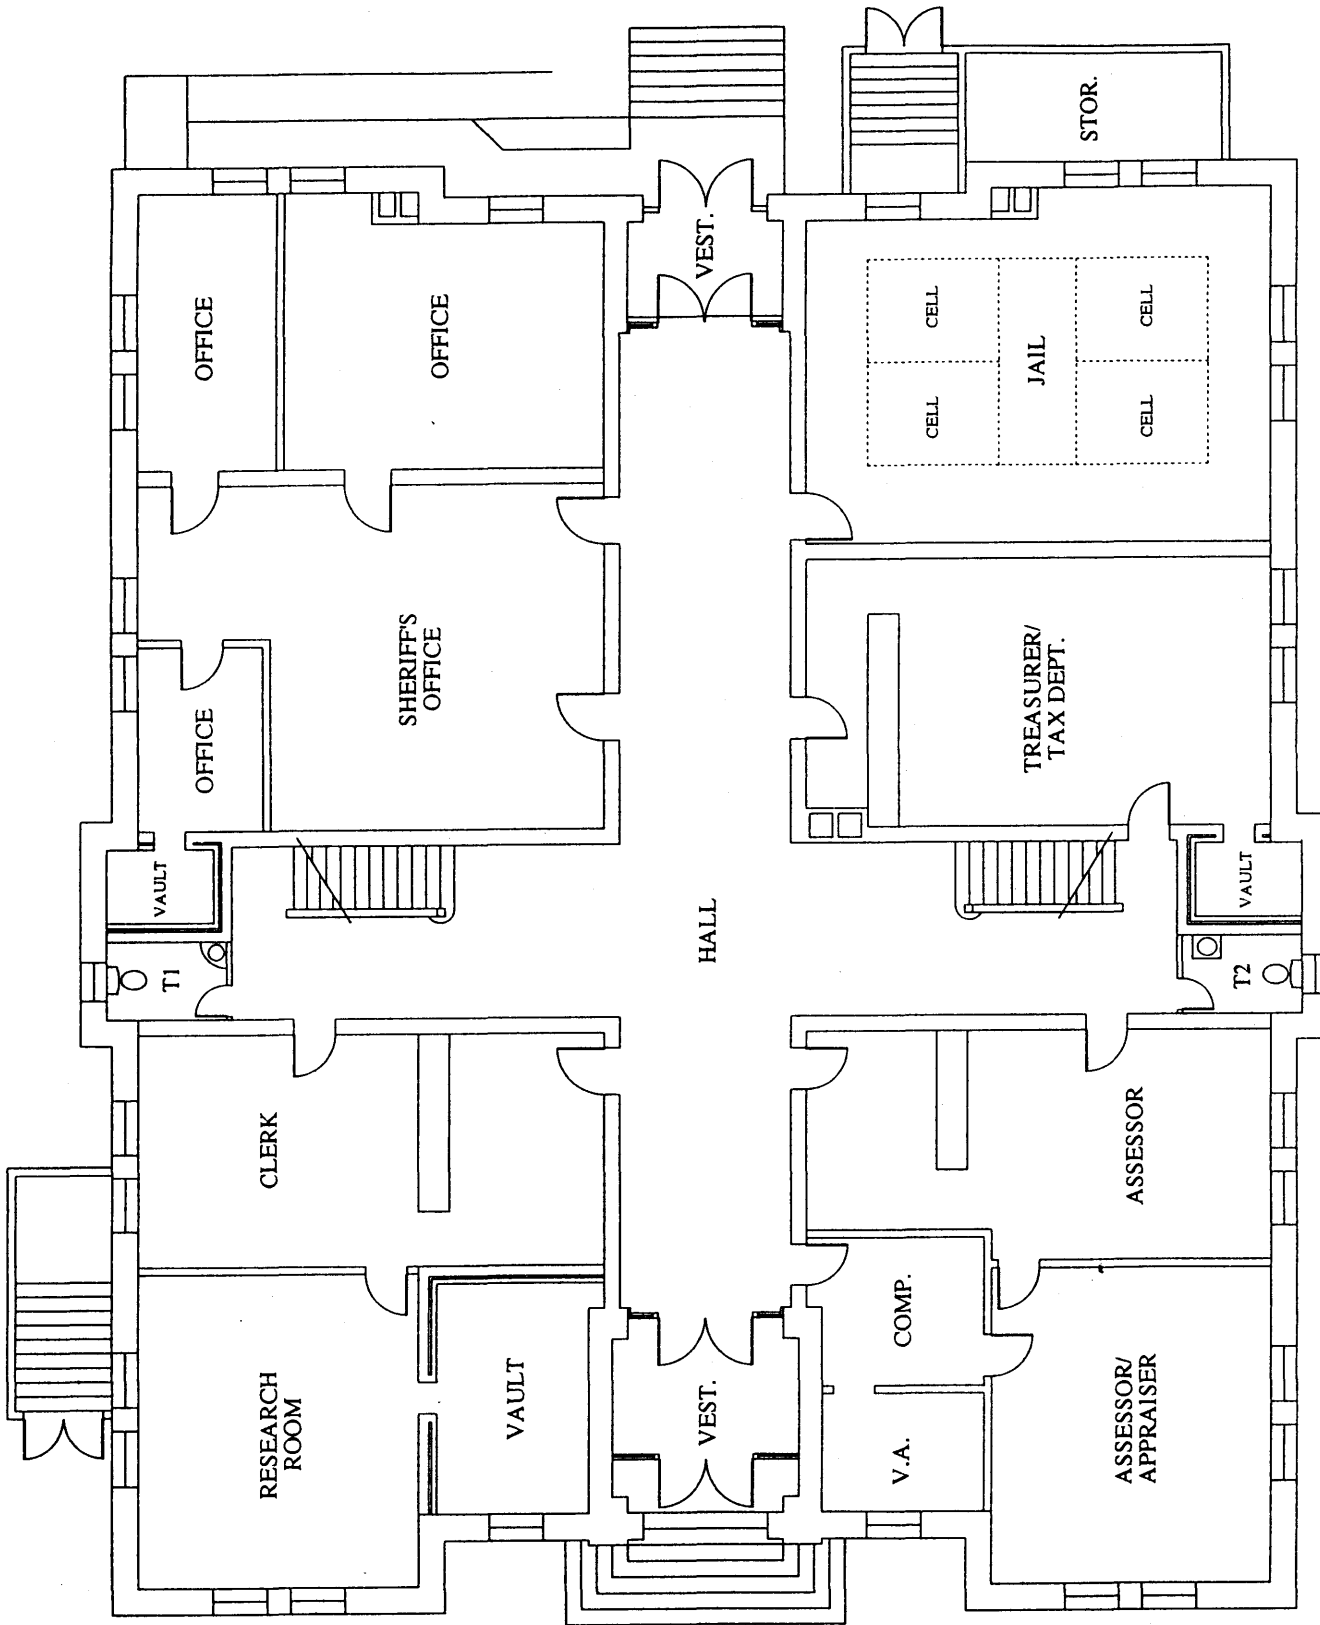 STOR.
VEST.
OFFICE
OFFICE
CELL
CELL
JAIL
CELL
CELL
SHERIFF'S
OFFICE
TREASURER/
TAX DEPT.
OFFICE
VAULT
VAULT
HALL
T1
T2
CLERK
ASSESSOR
RESEARCH
ROOM
VAULT
VEST.
COMP.
V.A.
ASSESSOR/
APPRAISER